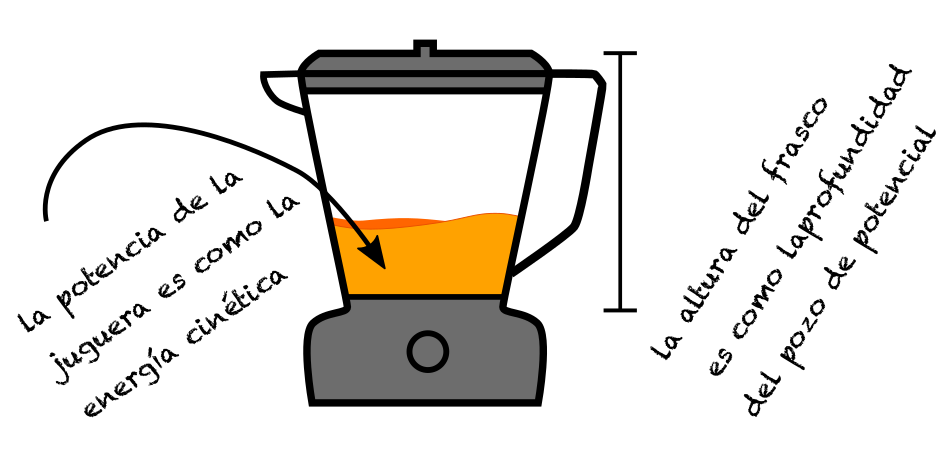 La potencia de la
juguera es como la
energía cinética
La altura del frasco
es como laprofundidad
del pozo de potencial